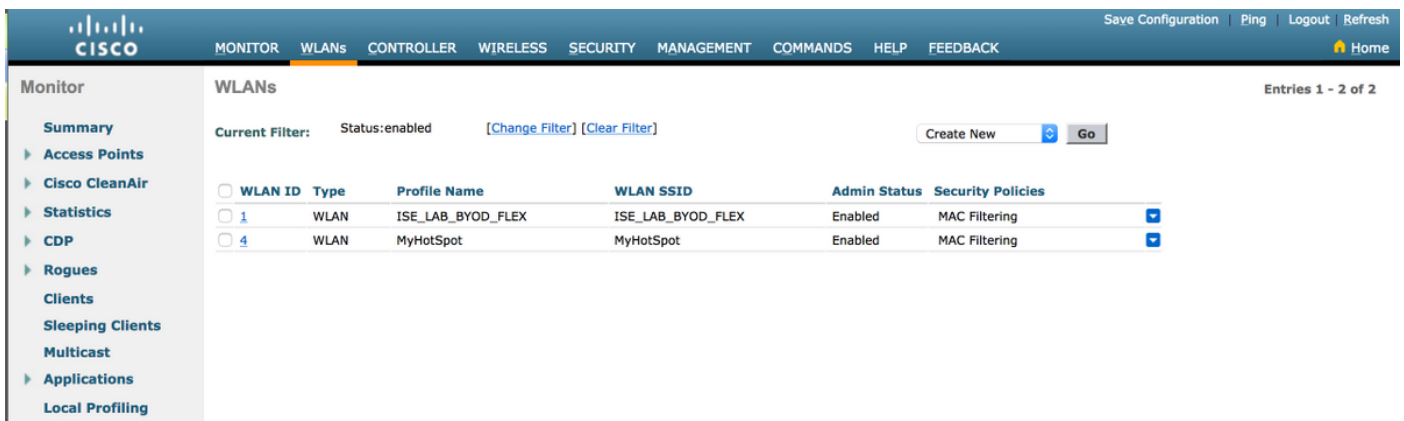 Save Configuration | Ping | Logout | Refresh
CISCO
MONITOR WLANs CONTROLLER WIRELESS SECURITY MANAGEMENT COMMANDS HELP FEEDBACK Home
Monitor
Summary
Access Points
Cisco CleanAir
Statistics
CDP
Rogues
Clients
Sleeping Clients
Multicast
Applications
Local Profiling
WLANs
Entries 1 - 2 of 2
Current Filter: Status:enabled [Change Filter] [Clear Filter] Create New Go
WLAN ID Type Profile Name WLAN SSID Admin Status Security Policies
1 WLAN ISE_LAB_BYOD_FLEX ISE_LAB_BYOD_FLEX Enabled MAC Filtering
4 WLAN MyHotSpot MyHotSpot Enabled MAC Filtering